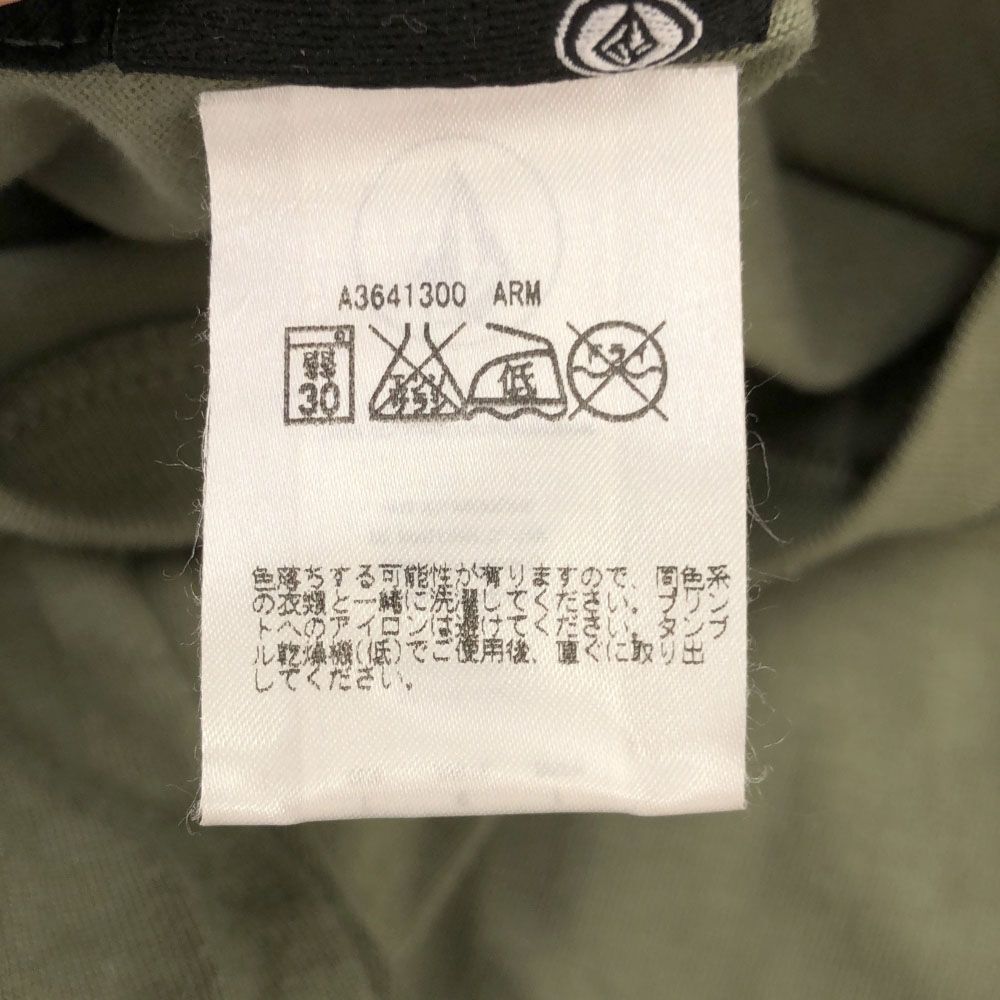 A3641300 ARM
弱
30
低
色落ちする可能性が有りますので、同色系
の衣類と一緒に洗濯してください。プリン
トへのアイロンは避けてください。タンブ
ル乾燥機(低)でご使用後、直ぐに取り出
してください。